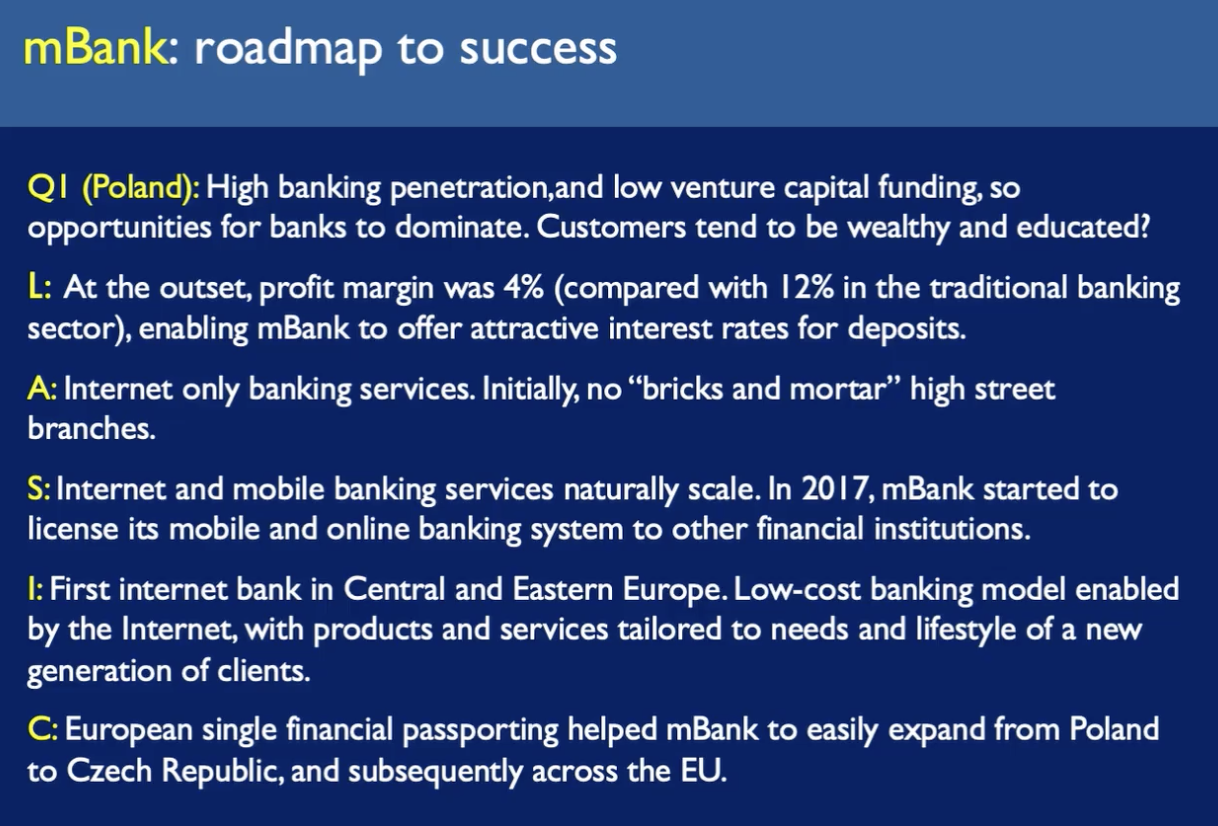 mBank: roadmap to success
Q1 (Poland): High banking penetration,and low venture capital funding, so
opportunities for banks to dominate. Customers tend to be wealthy and educated?
L: At the outset, profit margin was 4% (compared with 12% in the traditional banking
sector), enabling mBank to offer attractive interest rates for deposits.
A: Internet only banking services. Initially, no “bricks and mortar” high street
branches.
S: Internet and mobile banking services naturally scale. In 2017, mBank started to
license its mobile and online banking system to other financial institutions.
I: First internet bank in Central and Eastern Europe. Low-cost banking model enabled
by the Internet, with products and services tailored to needs and lifestyle of a new
generation of clients.
C: European single financial passporting helped mBank to easily expand from Poland
to Czech Republic, and subsequently across the EU.